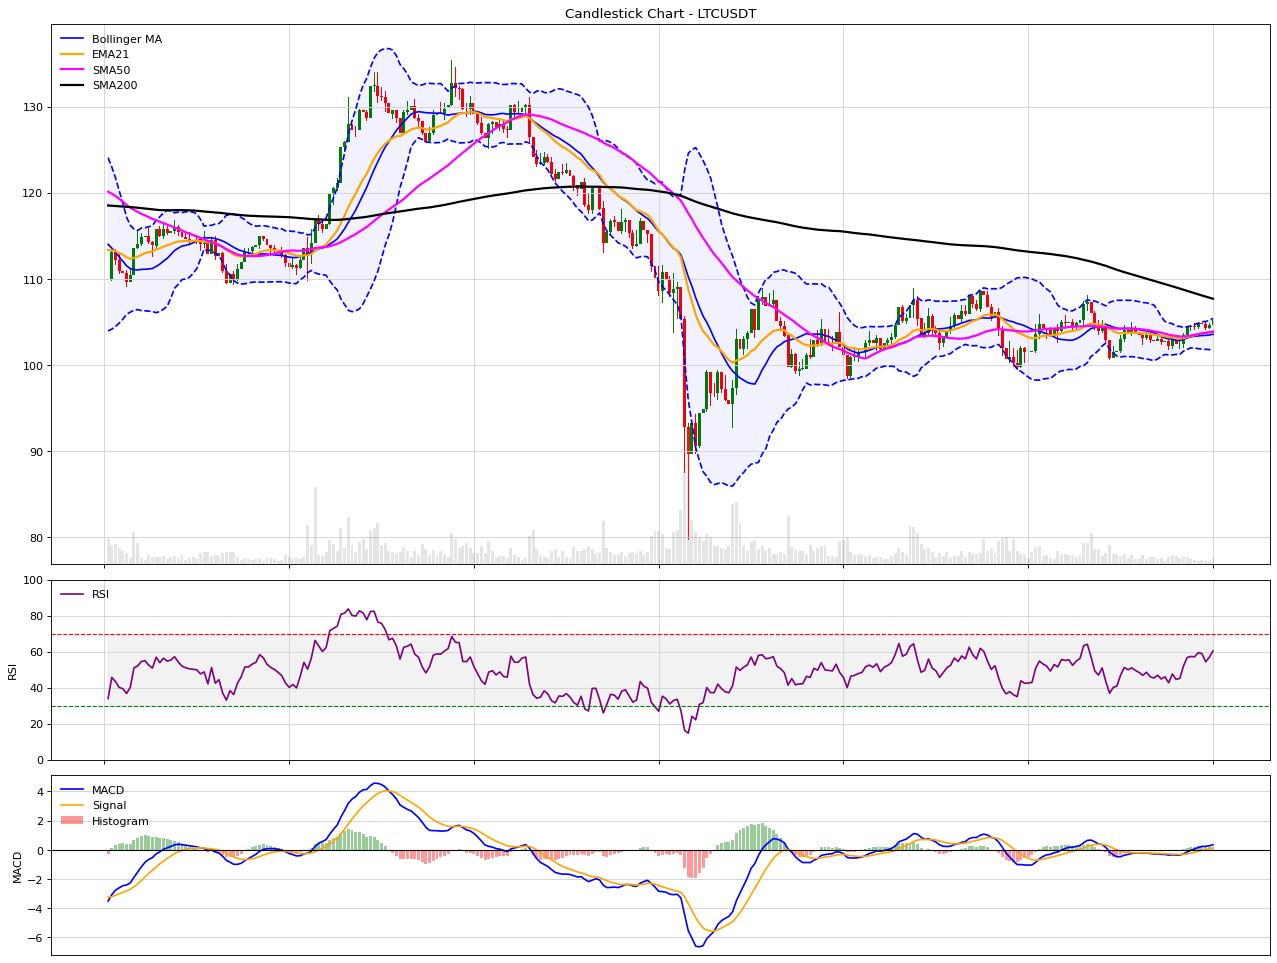 Candlestick Chart - LTCUSDT
Bollinger MA
EMA21
SMA50
SMA200
130
120
110
100
90
80
100
80
60
40
20
0
RSI
RSI
4
2
0
−2
−4
−6
MACD
MACD
Signal
Histogram